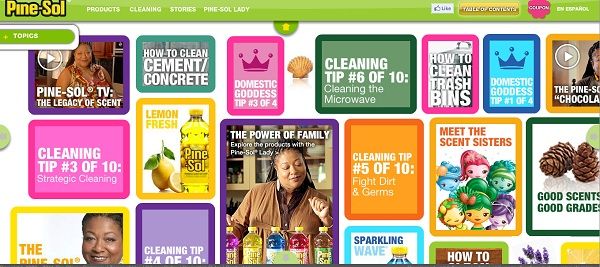 Pine-Sol
PRODUCTS
CLEANING
STORIES
PINE-SOL LADY
Like
TABLE OF CONTENTS
COUPON
EN ESPAÑOL
+ TOPICS
PINE-SOL® TV:
THE LEGACY OF SCENT
HOW TO CLEAN
CEMENT/
CONCRETE
DOMESTIC
GODDESS
TIP #3 OF 4
CLEANING
TIP #6 OF 10:
Cleaning the
Microwave
HOW TO
CLEAN
TRASH
BINS
DOMESTIC
GODDESS
TIP #1 OF 4
THE PINE-SOL
"CHOCOLA
CLEANING
TIP #3 OF 10:
Strategic Cleaning
LEMON
FRESH
Pine-
Sol
THE POWER OF FAMILY
Explore the products with the
Pine-Sol® Lady >
CLEANING
TIP
#5 OF 10:
Fight Dirt
& Germs
MEET THE
SCENT SISTERS
GOOD SCENTS
GOOD GRADES
THE
PINE-SOL®
CLEANING
TIP #4 OF 10:
SPARKLING
WAVE
HOW TO